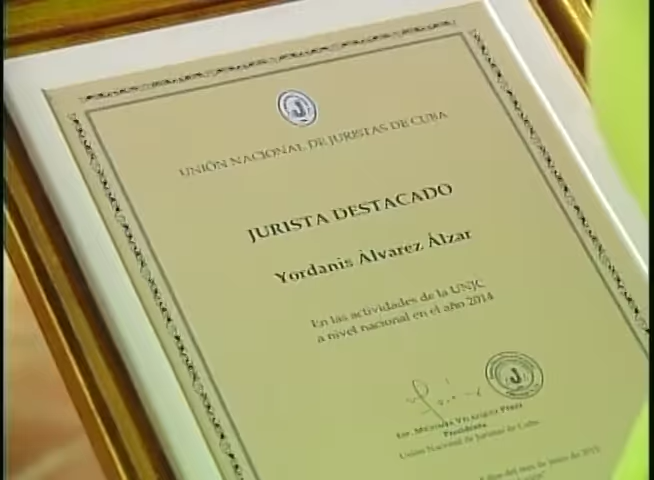 UNIÓN NACIONAL DE JURISTAS DE CUBA
JURISTA DESTACADO
Yordanis Álvarez Álzar
En las actividades de la UNJC
a nivel nacional en el año 2014
Presidenta
Unión Nacional de Juristas de Cuba